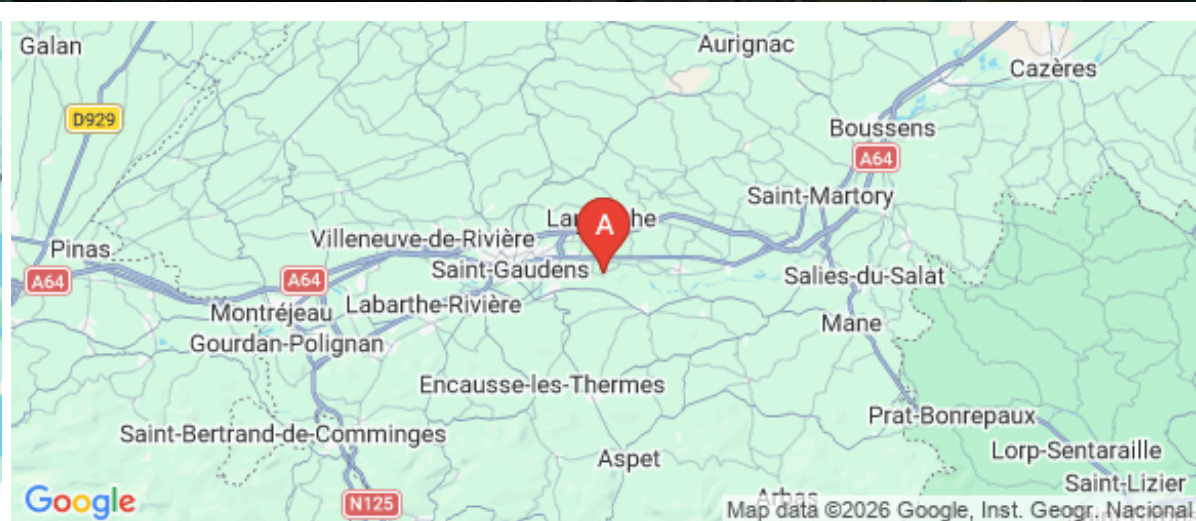 Galan
Aurignac
Cazères
D929
Boussens
A64
Saint-Martory
A
Villeneuve-de-Rivière
Pinas
Saint-Gaudens
A64
A64
Salies-du-Salat
Labarthe-Rivière
Montréjeau
Mane
Gourdan-Polignan
Encausse-les-Thermes
Prat-Bonrepaux
Saint-Bertrand-de-Comminges
Lorp-Sentaraille
Aspet
Saint-Lizier
Arbas
Google
N125
Map data ©2026 Google, Inst. Geogr. Nacional